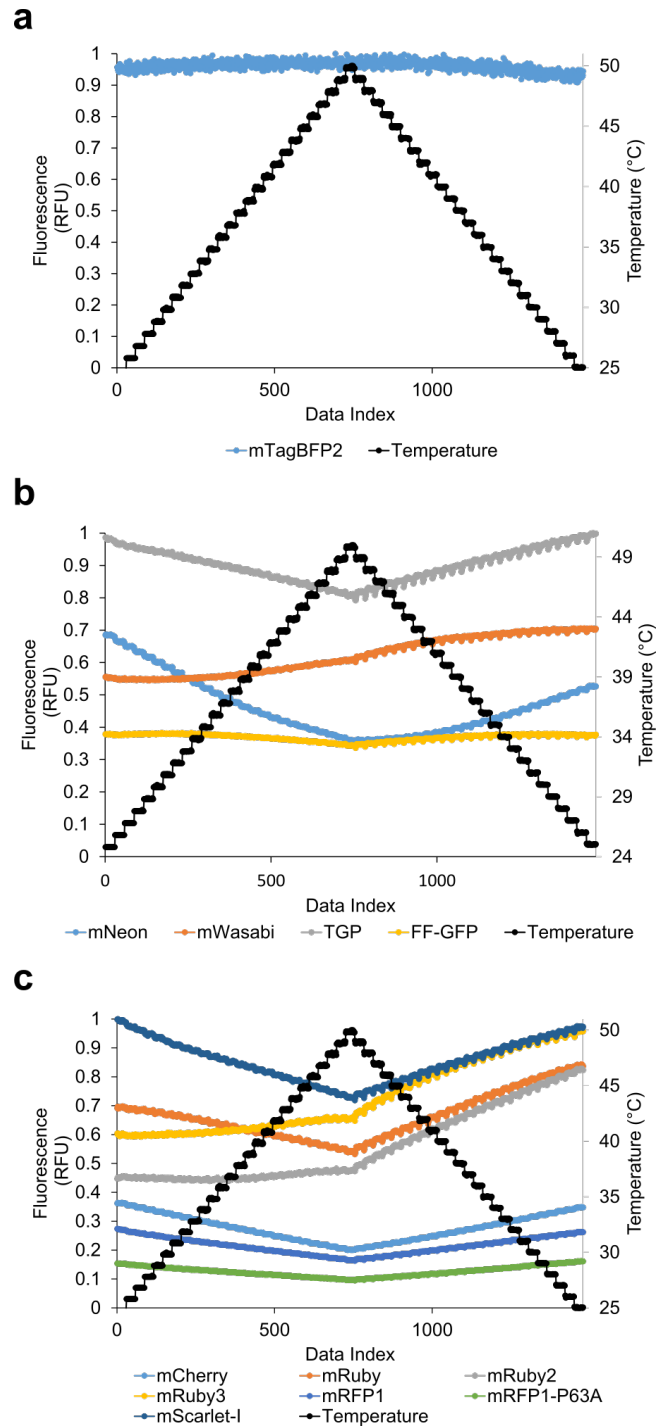 a
1
0.9
0.8
0.7
0.6
0.5
0.4
0.3
0.2
0.1
0
Fluorescence
(RFU)
50
45
40
35
30
25
Temperature (°C)
0 500 1000
Data Index
mTagBFP2 Temperature
b
1
0.9
0.8
0.7
0.6
0.5
0.4
0.3
0.2
0.1
0
Fluorescence
(RFU)
49
44
39
34
29
24
Temperature (°C)
0 500 1000
Data Index
mNeon mWasabi TGP FF-GFP Temperature
c
1
0.9
0.8
0.7
0.6
0.5
0.4
0.3
0.2
0.1
0
Fluorescence
(RFU)
50
45
40
35
30
25
Temperature (°C)
0 500 1000
Data Index
mCherry mRuby mRuby2
mRuby3 mRFP1 mRFP1-P63A
mScarlet-I Temperature